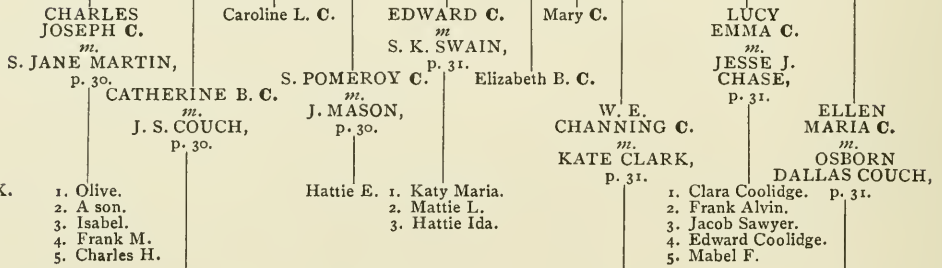 CHARLES
JOSEPH C.
m.
S. JANE MARTIN,
p. 30.
Caroline L. C.
EDWARD C.
m
S. K. SWAIN,
p. 31.
Mary C.
LUCY
EMMA C.
m.
JESSE J.
CHASE,
p. 31.
CATHERINE B. C.
m.
J. S. COUCH,
p. 30.
S. POMEROY C.
m.
J. MASON,
p. 30.
Elizabeth B. C.
W. E.
CHANNING C.
m.
KATE CLARK,
p. 31.
ELLEN
MARIA C.
m.
OSBORN
DALLAS COUCH,
p. 31.
K.
1. Olive.
2. A son.
3. Isabel.
4. Frank M.
5. Charles H.
Hattie E.
1. Katy Maria.
2. Mattie L.
3. Hattie Ida.
1. Clara Coolidge.
2. Frank Alvin.
3. Jacob Sawyer.
4. Edward Coolidge.
5. Mabel F.